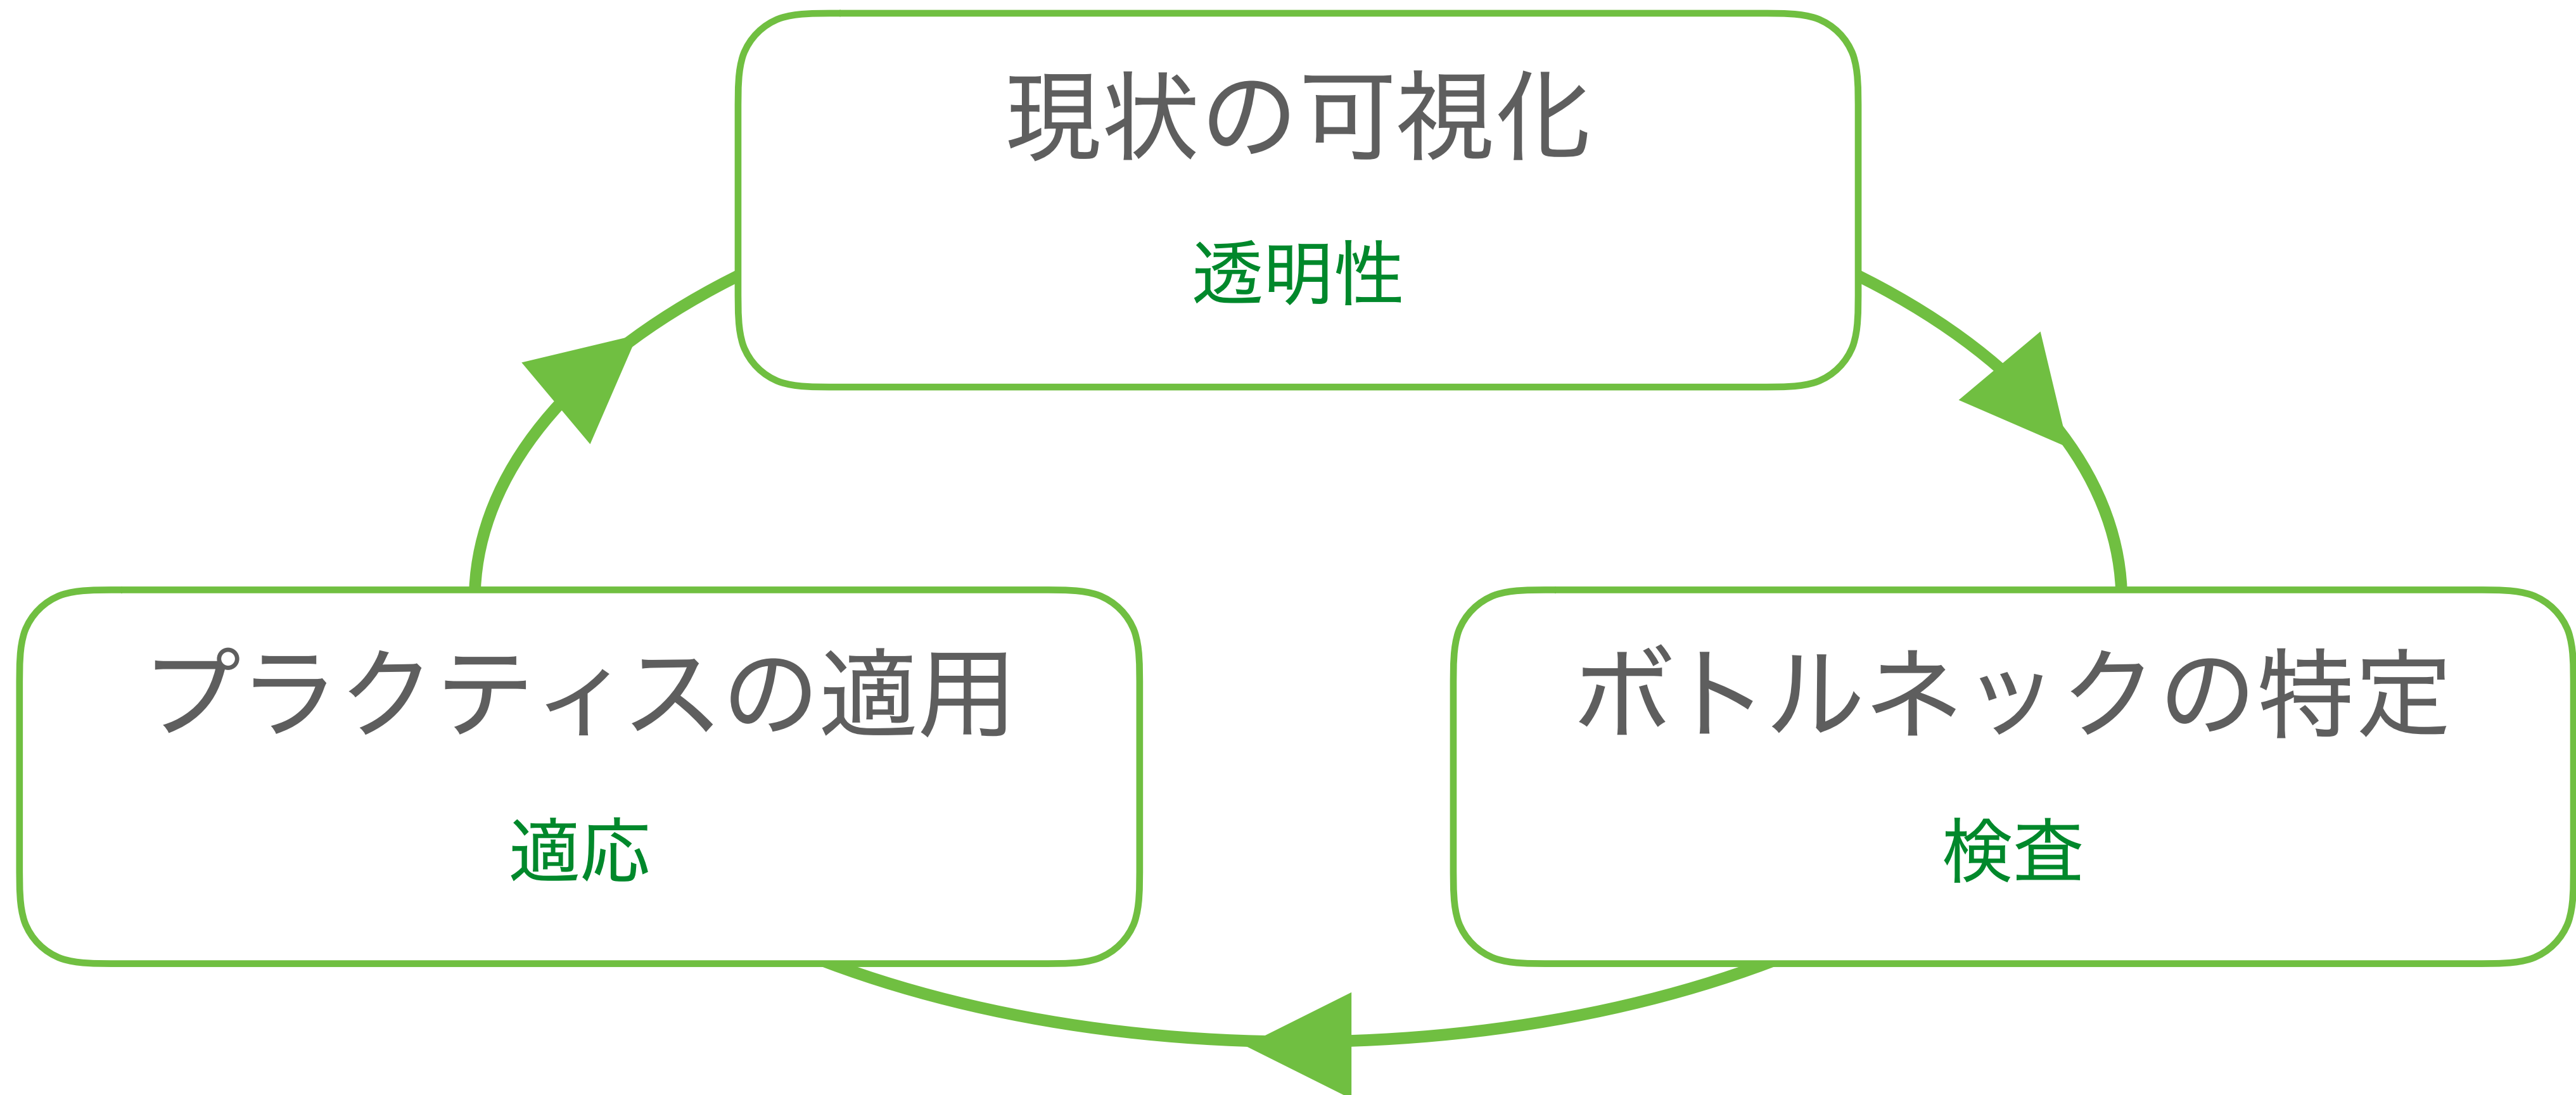 現状の可視化
透明性
プラクティスの適用
適応
ボトルネックの特定
検査